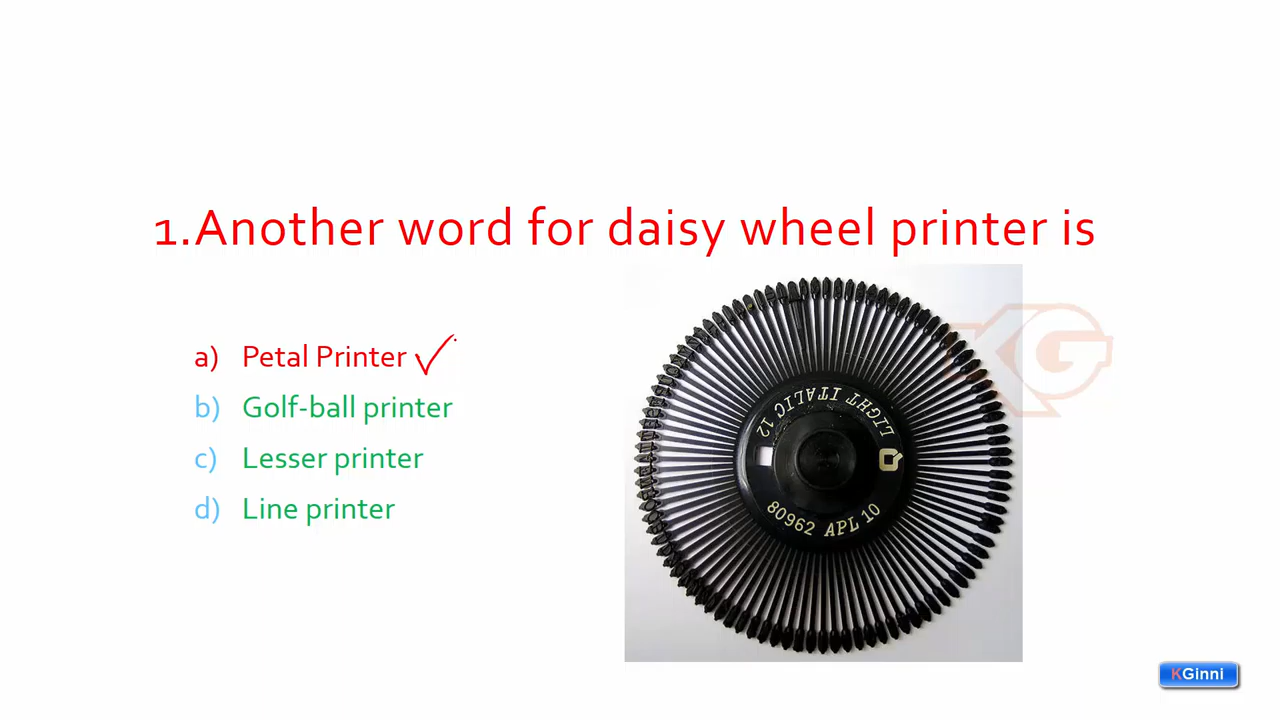 1.Another word for daisy wheel printer is
a) Petal Printer
b) Golf-ball printer
c) Lesser printer
d) Line printer
LIGHT ITALIC 12
80962 APL 10
KG
KGinni